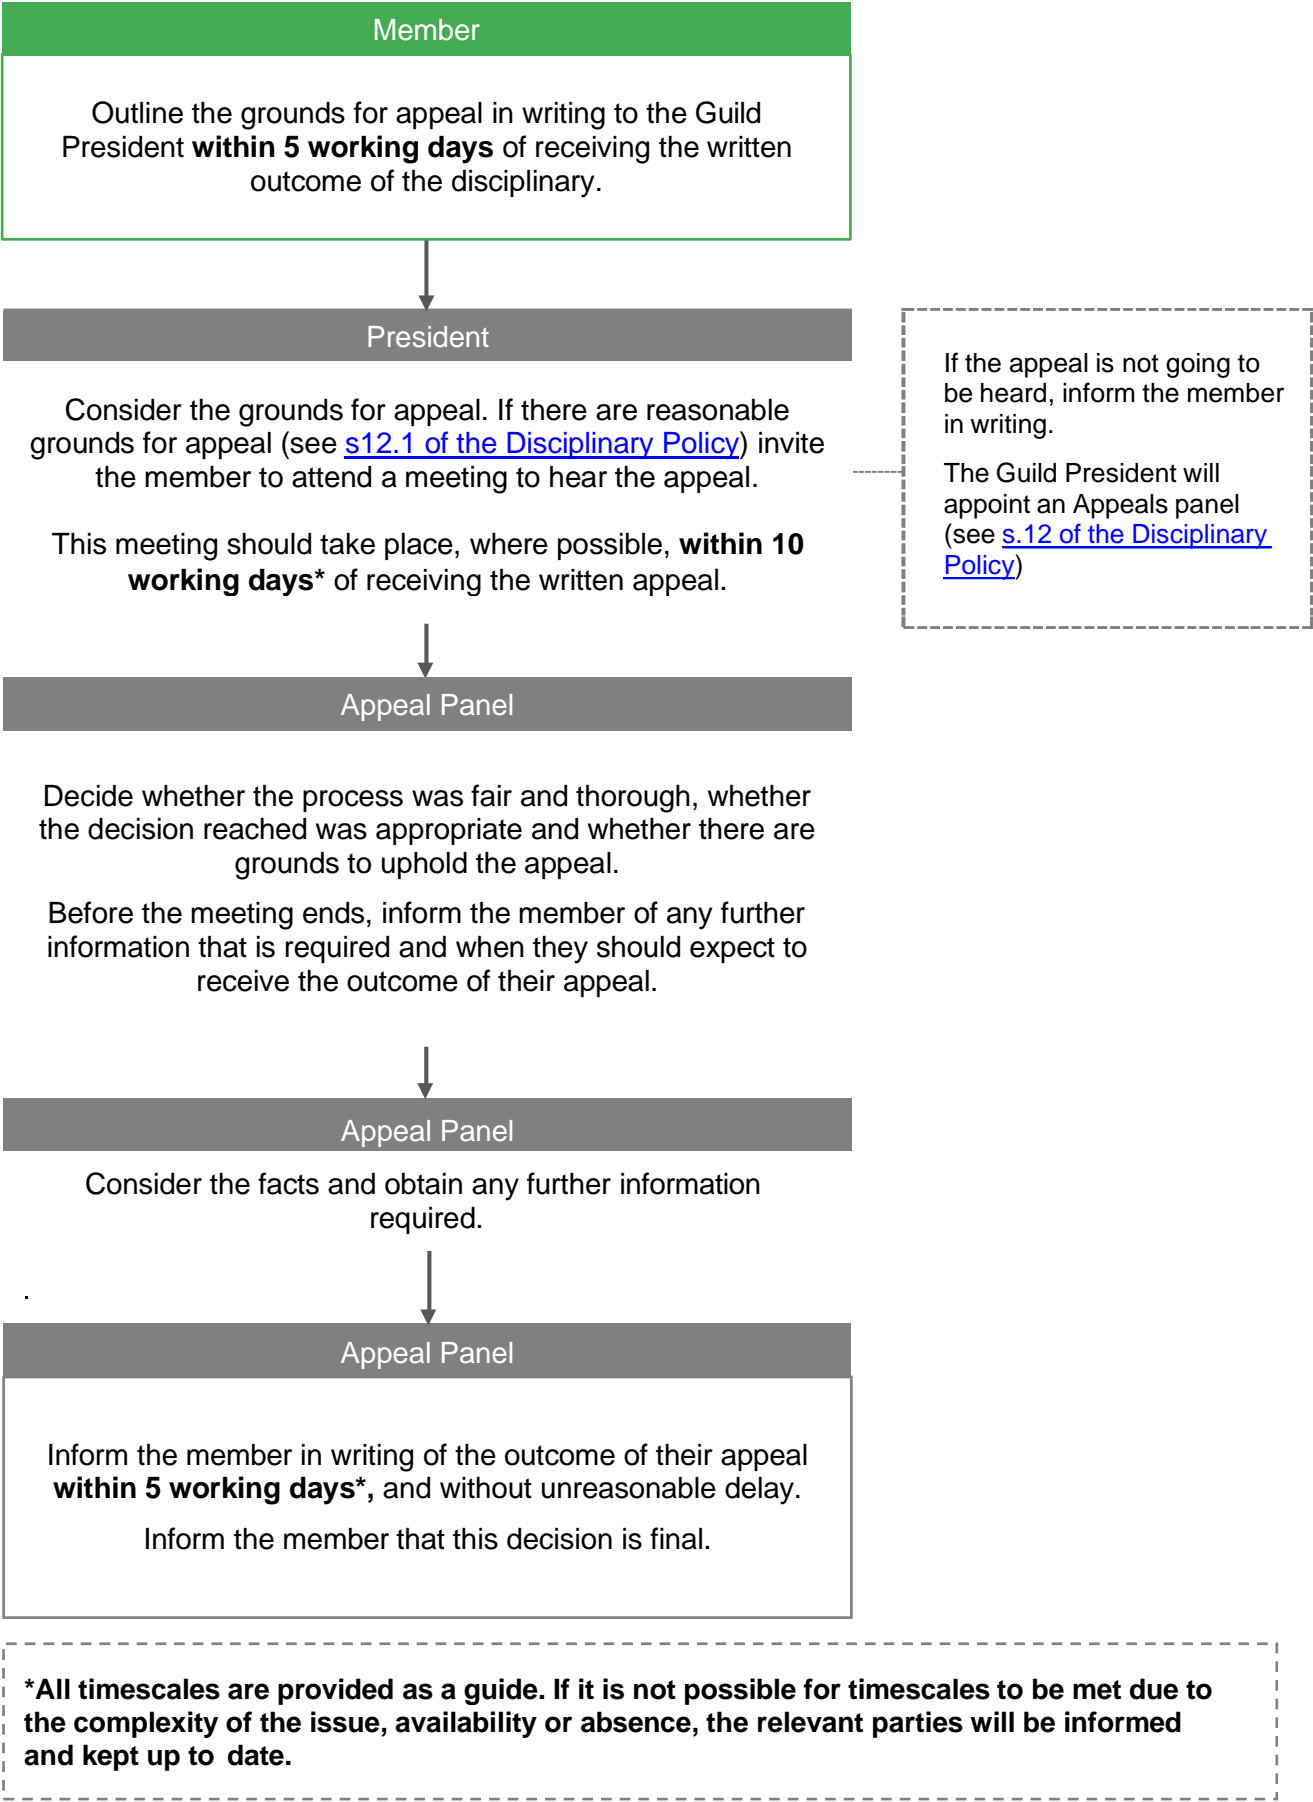 Member
Outline the grounds for appeal in writing to the Guild
President within 5 working days of receiving the written
outcome of the disciplinary.
President
Consider the grounds for appeal. If there are reasonable
grounds for appeal (see s12.1 of the Disciplinary Policy) invite
the member to attend a meeting to hear the appeal.
This meeting should take place, where possible, within 10
working days* of receiving the written appeal.
If the appeal is not going to
be heard, inform the member
in writing.
The Guild President will
appoint an Appeals panel
(see s.12 of the Disciplinary
Policy)
Appeal Panel
Decide whether the process was fair and thorough, whether
the decision reached was appropriate and whether there are
grounds to uphold the appeal.
Before the meeting ends, inform the member of any further
information that is required and when they should expect to
receive the outcome of their appeal.
Appeal Panel
Consider the facts and obtain any further information
required.
.
Appeal Panel
Inform the member in writing of the outcome of their appeal
within 5 working days*, and without unreasonable delay.
Inform the member that this decision is final.
*All timescales are provided as a guide. If it is not possible for timescales to be met due to
the complexity of the issue, availability or absence, the relevant parties will be informed
and kept up to date.